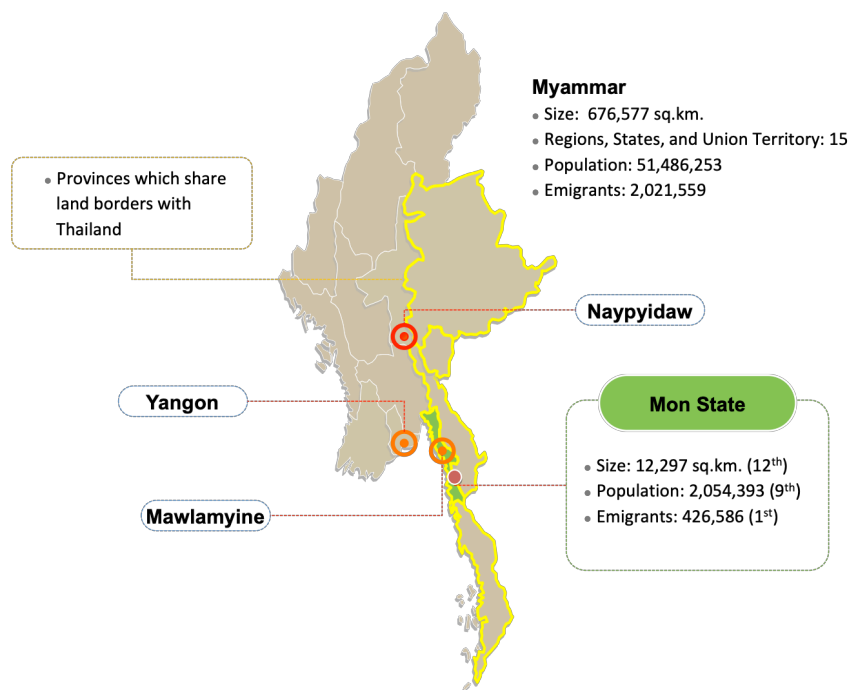 Myammar
• Size: 676,577 sq.km.
• Regions, States, and Union Territory: 15
• Population: 51,486,253
• Emigrants: 2,021,559
• Provinces which share
land borders with
Thailand
Naypyidaw
Yangon
Mon State
• Size: 12,297 sq.km. (12th)
• Population: 2,054,393 (9th)
• Emigrants: 426,586 (1st)
Mawlamyine